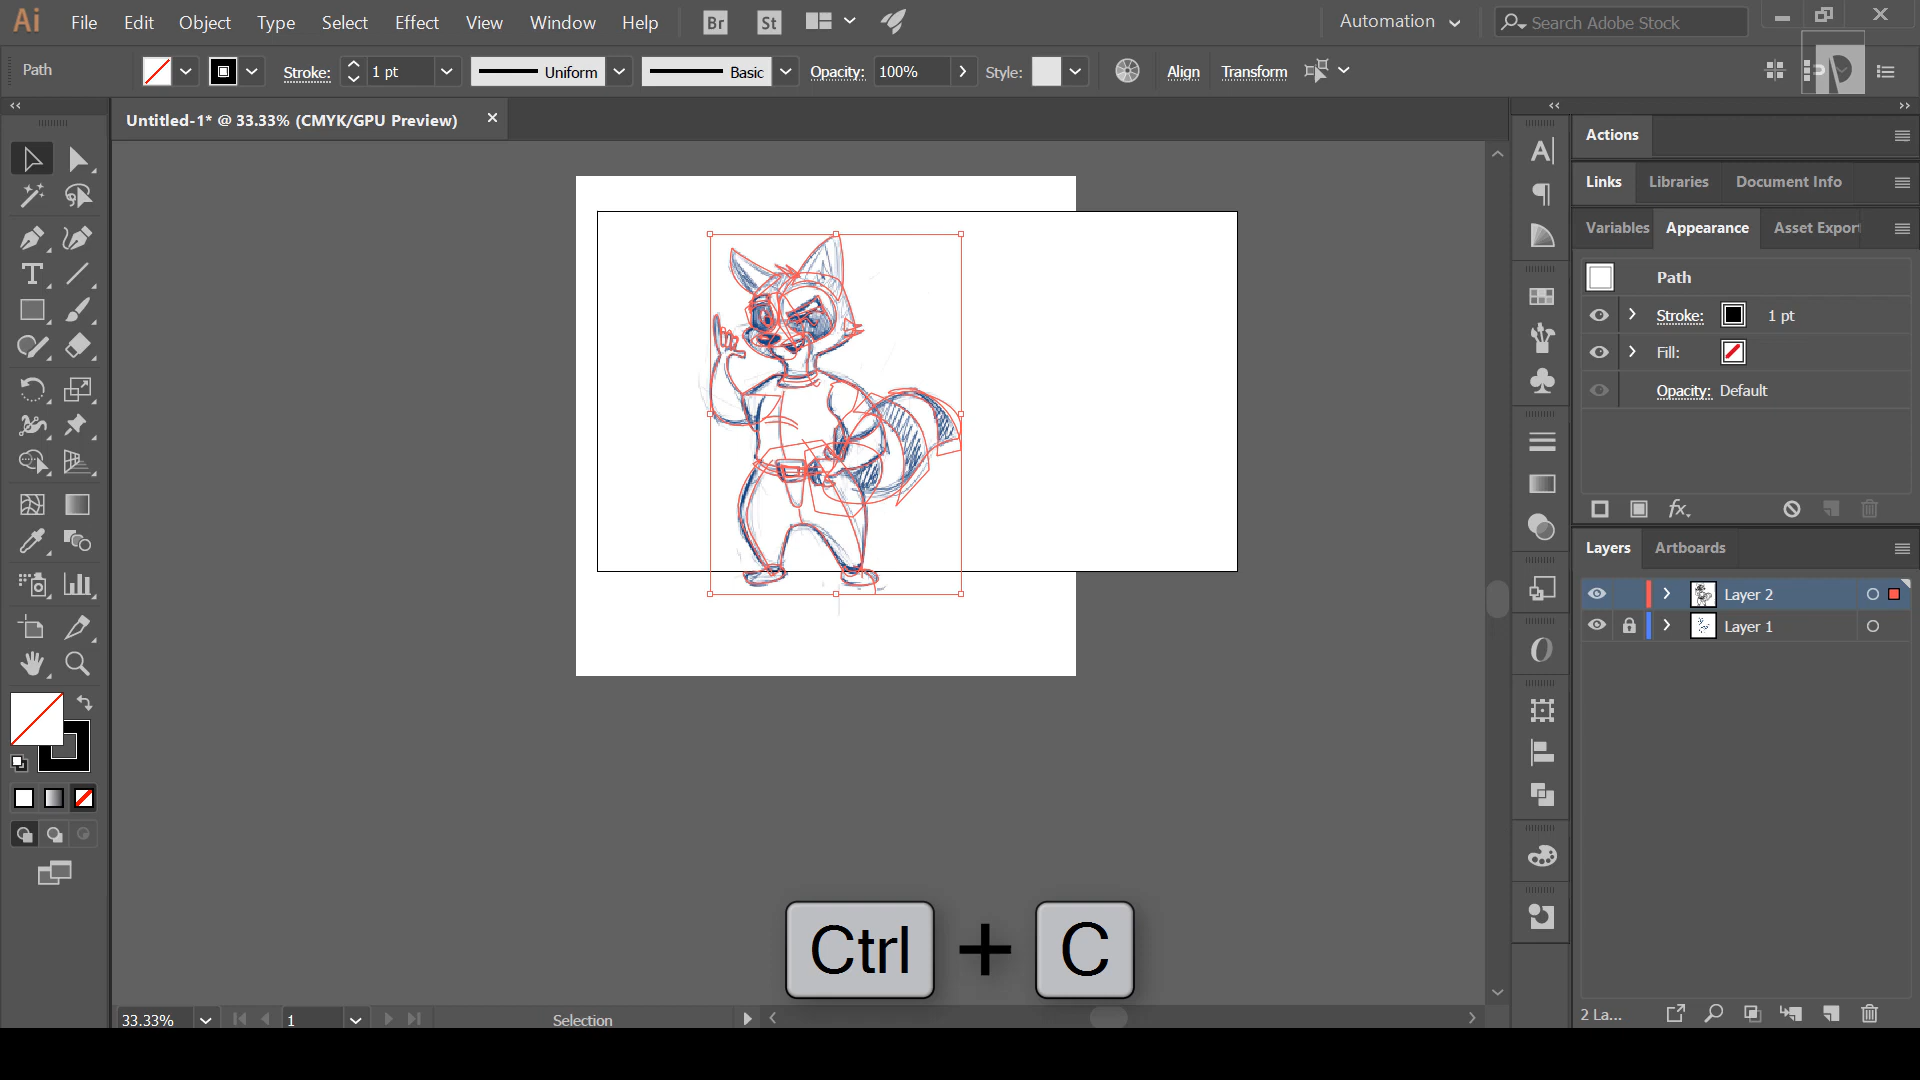 Ai File Edit Object Type Select Effect View Window Help Br St Automation Search Adobe Stock
Path Stroke: 1 pt Uniform Basic Opacity: 100% Style: Align Transform
Untitled-1* @ 33.33% (CMYK/GPU Preview)
Actions
Links Libraries Document Info
Variables Appearance Asset Export
Path
Stroke: 1 pt
Fill:
Opacity: Default
fx
Layers Artboards
Layer 2
Layer 1
Ctrl + C
33.33% 1 Selection 2 La...